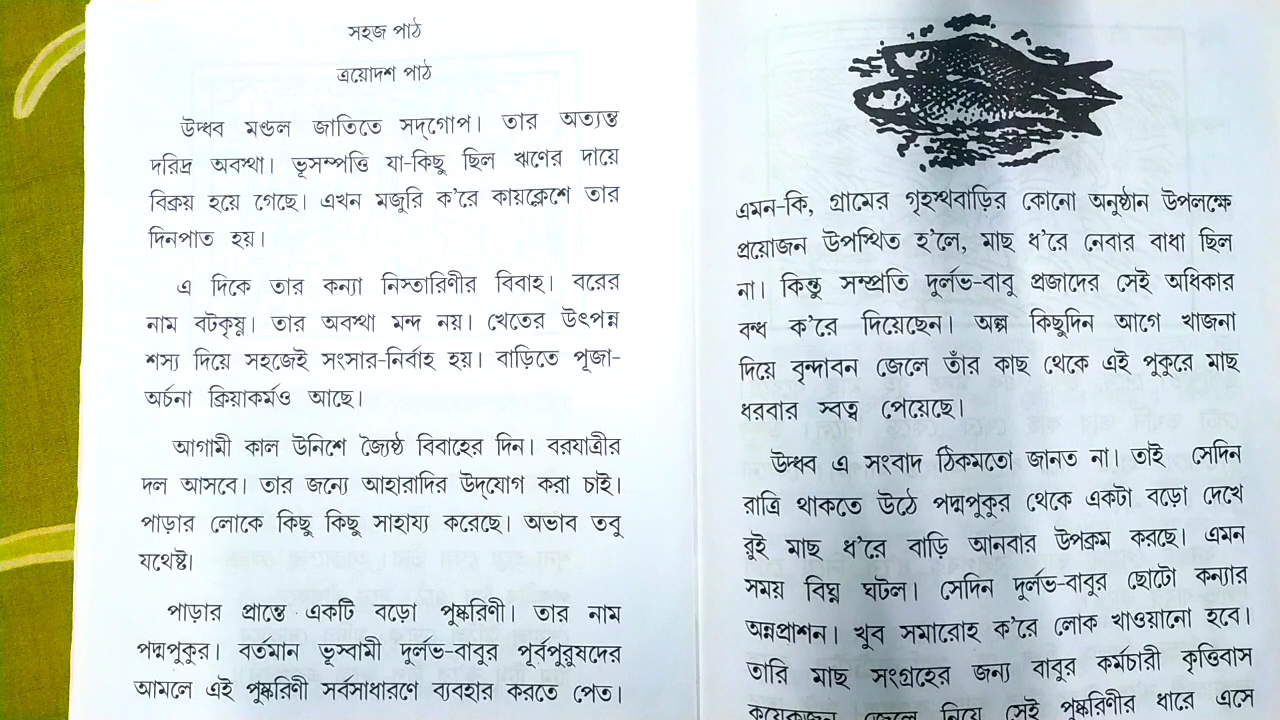 সহজ পাঠ
ত্রয়োদশ পাঠ
উদ্ধব মণ্ডল জাতিতে সদ্‌গোপ। তার অত্যন্ত
দরিদ্র অবস্থা। ভূসম্পত্তি যা-কিছু ছিল ঋণের দায়ে
বিক্রয় হয়ে গেছে। এখন মজুরি ক'রে কায়ক্লেশে তার
দিনপাত হয়।
এ দিকে তার কন্যা নিস্তারিণীর বিবাহ। বরের
নাম বটকৃষ্ণ। তার অবস্থা মন্দ নয়। খেতের উৎপন্ন
শস্য দিয়ে সহজেই সংসার-নির্বাহ হয়। বাড়িতে পূজা-
অর্চনা ক্রিয়াকর্মও আছে।
আগামী কাল উনিশে জ্যৈষ্ঠ বিবাহের দিন। বরযাত্রীর
দল আসবে। তার জন্যে আহারাদির উদ্‌যোগ করা চাই।
পাড়ার লোকে কিছু কিছু সাহায্য করেছে। অভাব তবু
যথেষ্ট।
পাড়ার প্রান্তে একটি বড়ো পুষ্করিণী। তার নাম
পদ্মপুকুর। বর্তমান ভূস্বামী দুর্লভ-বাবুর পূর্বপুরুষদের
আমলে এই পুষ্করিণী সর্বসাধারণে ব্যবহার করতে পেত।
এমন-কি, গ্রামের গৃহস্থবাড়ির কোনো অনুষ্ঠান উপলক্ষে
প্রয়োজন উপস্থিত হ'লে, মাছ ধ'রে নেবার বাধা ছিল
না। কিন্তু সম্প্রতি দুর্লভ-বাবু প্রজাদের সেই অধিকার
বন্ধ ক'রে দিয়েছেন। অল্প কিছুদিন আগে খাজনা
দিয়ে বৃন্দাবন জেলে তাঁর কাছ থেকে এই পুকুরে মাছ
ধরবার স্বত্ব পেয়েছে।
উদ্ধব এ সংবাদ ঠিকমতো জানত না। তাই সেদিন
রাত্রি থাকতে উঠে পদ্মপুকুর থেকে একটা বড়ো দেখে
রুই মাছ ধ'রে বাড়ি আনবার উপক্রম করছে। এমন
সময় বিঘ্ন ঘটল। সেদিন দুর্লভ-বাবুর ছোটো কন্যার
অন্নপ্রাশন। খুব সমারোহ ক'রে লোক খাওয়ানো হবে।
তারি মাছ সংগ্রহের জন্য বাবুর কর্মচারী কৃত্তিবাস
কয়েকজন জেলে নিয়ে সেই পুষ্করিণীর ধারে এসে